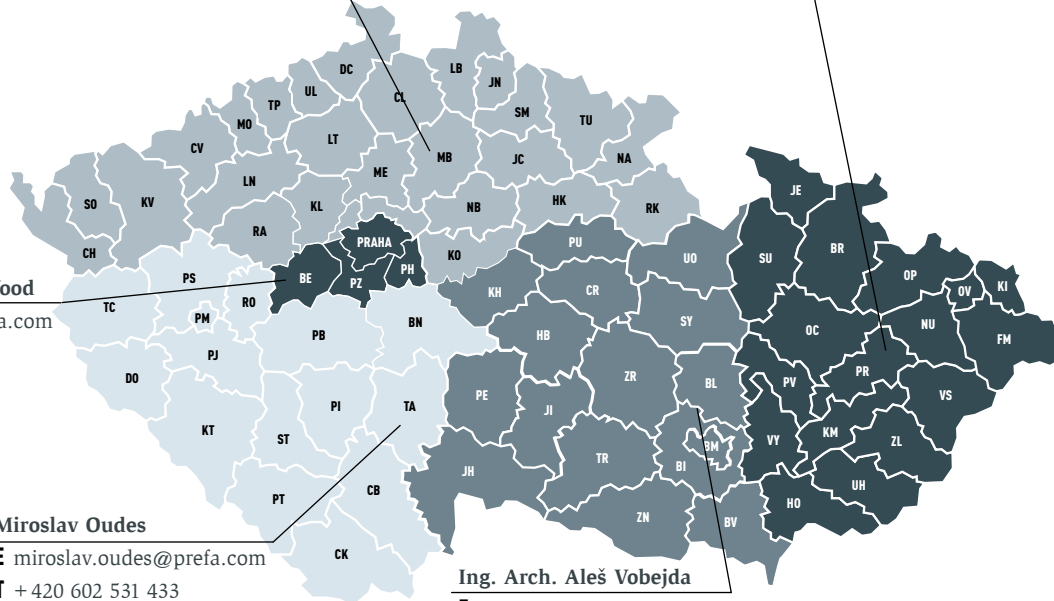 DC
LB
UL
JN
CL
TP
SM
MO
TU
LT
CV
MB
JC
NA
ME
LN
SO
KV
KL
NB
HK
RK
JE
RA
PRAHA
PU
BR
CH
KO
UO
SU
PS
BE
PZ
PH
OP
ood
a.com
TC
RO
KH
CR
OV
KI
PM
BN
SY
NU
PB
HB
OC
FM
PJ
DO
ZR
BL
PV
PR
PE
VS
PI
TA
JI
KT
ST
BM
VY
KM
ZL
TR
BI
JH
CB
UH
PT
HO
ZN
BV
CK
Miroslav Oudes
E miroslav.oudes@prefa.com
T +420 602 531 433
Ing. Arch. Aleš Vobejda